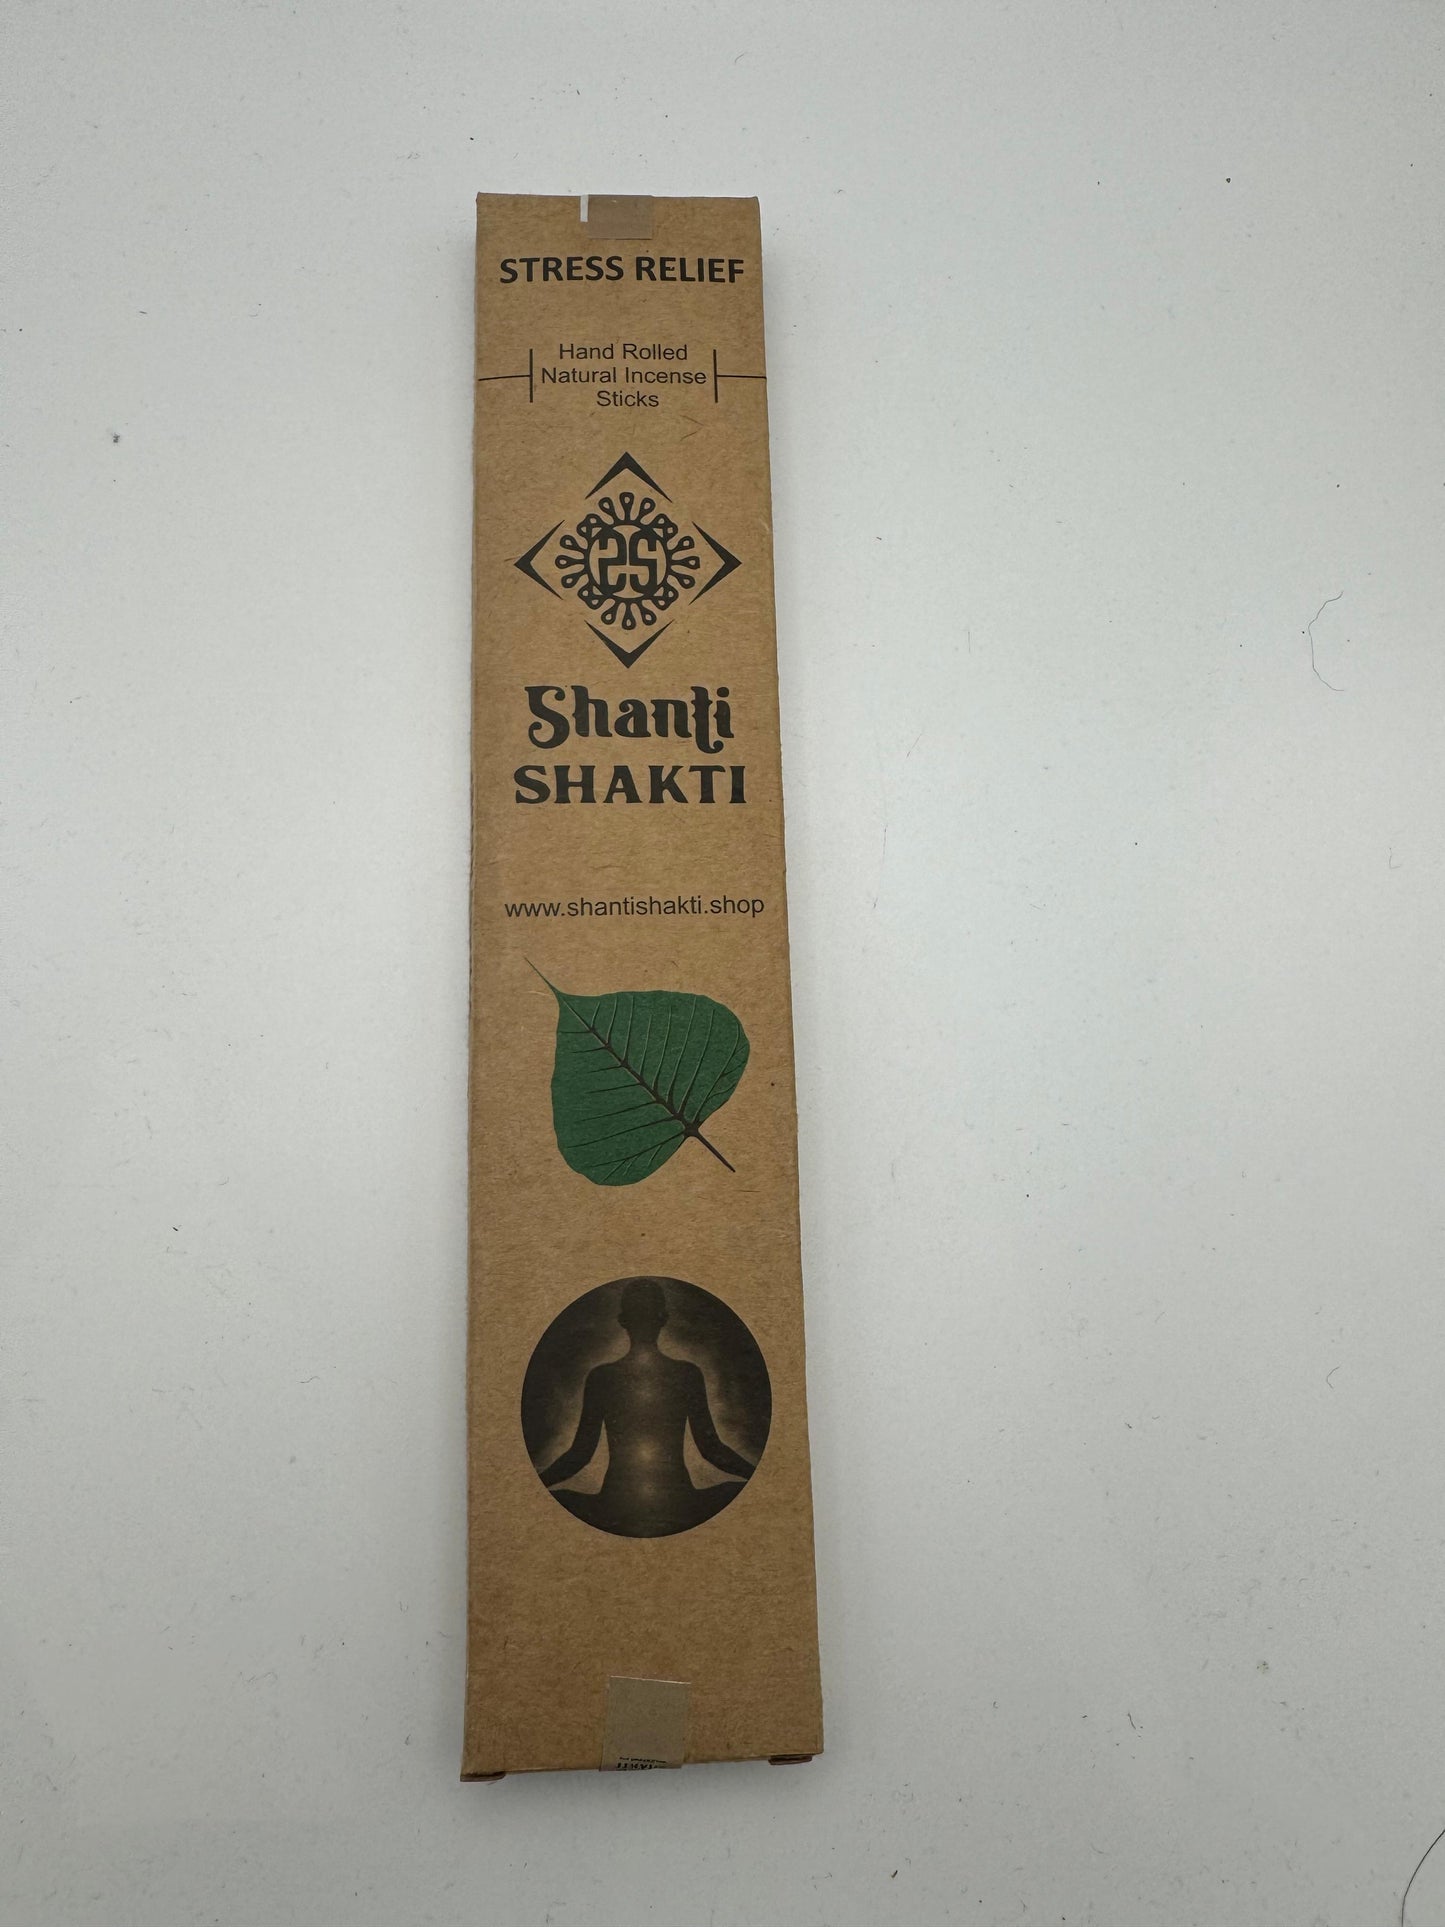 STRESS RELIEF
Hand Rolled
Natural Incense
Sticks
Shanti
SHAKTI
www.shantishakti.shop